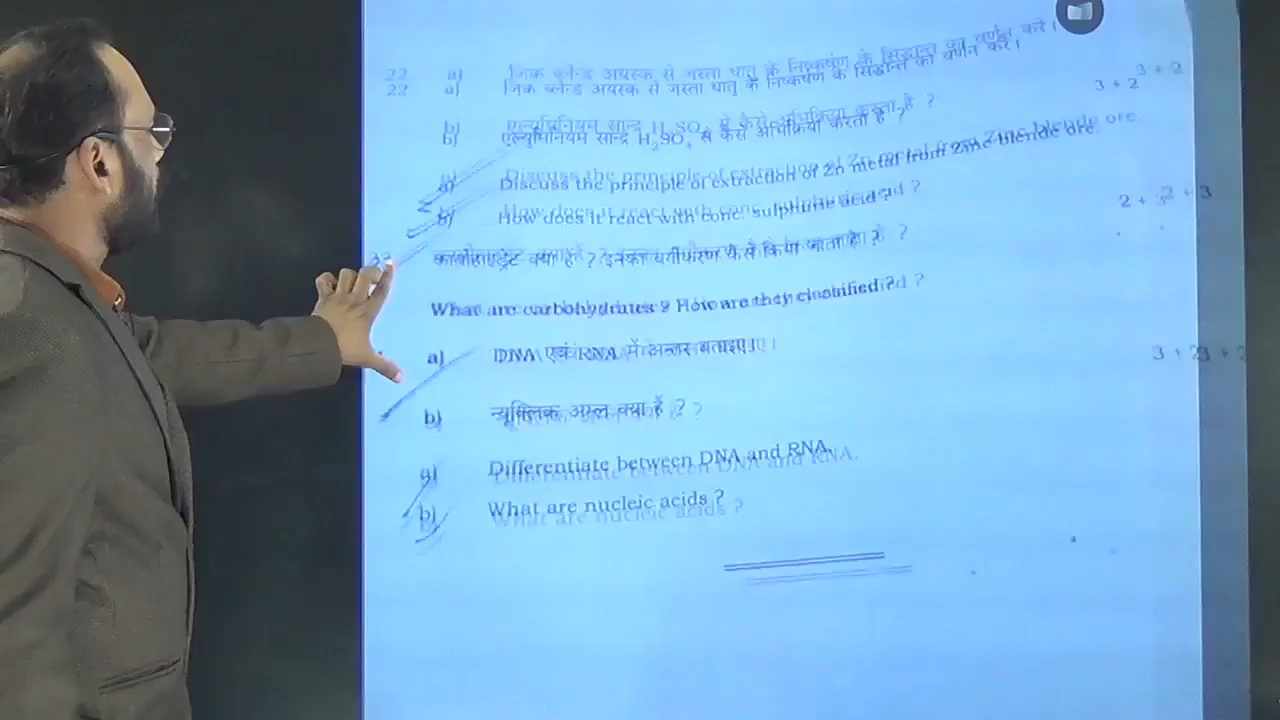 22 a) जिंक ब्लेन्ड अयस्क से जस्ता धातु के निष्कर्षण के सिद्धान्त का वर्णन करें।
3 + 2
b) एल्युमिनियम सान्द्र H₂SO₄ से कैसे अभिक्रिया करता है ?
a) Discuss the principle of extraction of Zn metal from Zinc blende ore.
b) How does it react with conc. sulphuric acid ?
2 + 3
कार्बोहाइड्रेट क्या है ? इनका वर्गीकरण कैसे किया जाता है ?
What are carbohydrates ? How are they classified ?
a) DNA एवं RNA में अन्तर बताइए।
3 + 2
b) न्यूक्लिक अम्ल क्या हैं ?
a) Differentiate between DNA and RNA.
b) What are nucleic acids ?